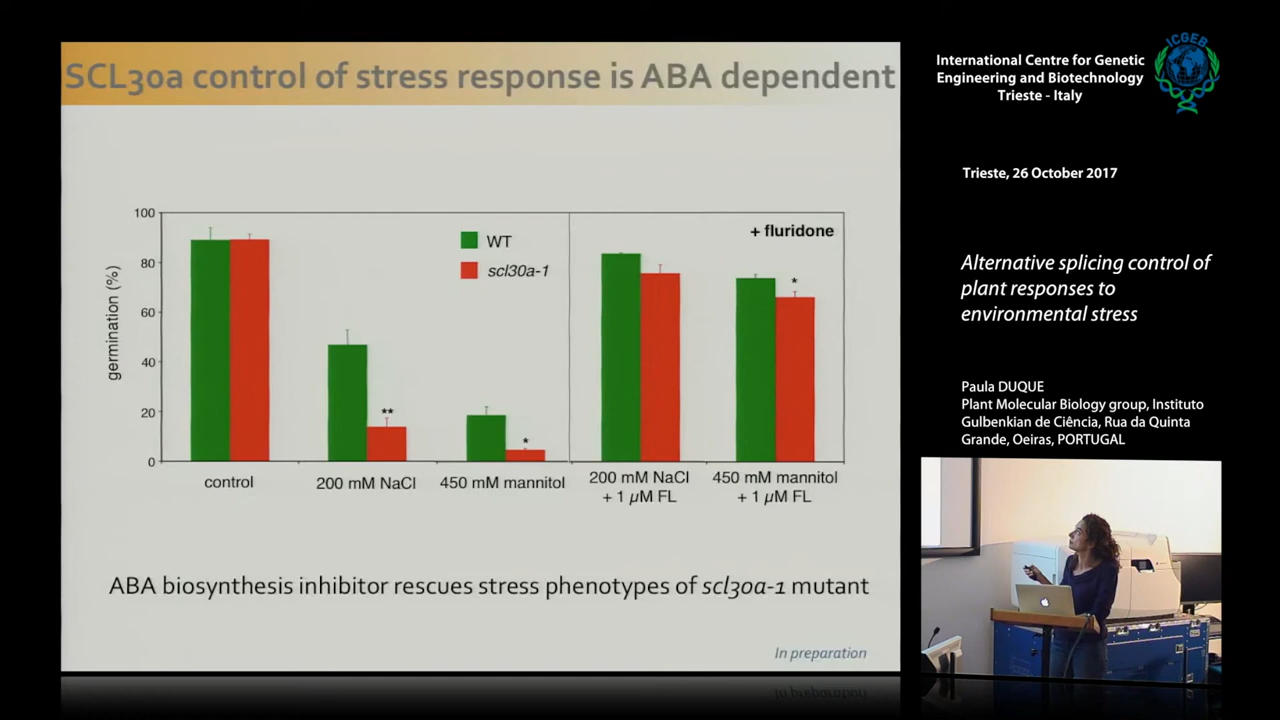 SCL30a control of stress response is ABA dependent
100
80
60
40
20
0
germination (%)
WT
scl30a-1
+ fluridone
**
*
*
control
200 mM NaCl
450 mM mannitol
200 mM NaCl
+ 1 µM FL
450 mM mannitol
+ 1 µM FL
ABA biosynthesis inhibitor rescues stress phenotypes of scl30a-1 mutant
In preparation
International Centre for Genetic
Engineering and Biotechnology
Trieste - Italy
ICGEB
Trieste, 26 October 2017
Alternative splicing control of
plant responses to
environmental stress
Paula DUQUE
Plant Molecular Biology group, Instituto
Gulbenkian de Ciência, Rua da Quinta
Grande, Oeiras, PORTUGAL